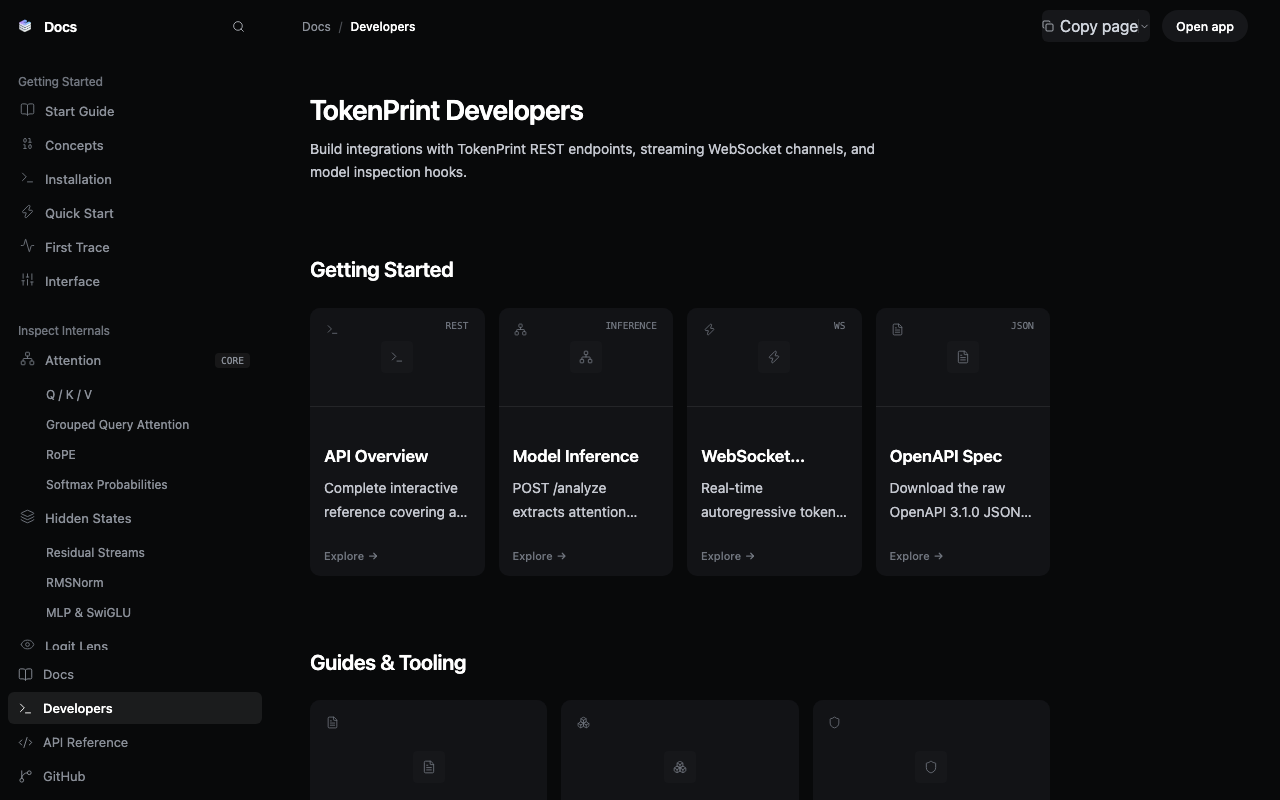 Docs
Docs / Developers
Copy page
Open app
Getting Started
Start Guide
Concepts
Installation
Quick Start
First Trace
Interface
Inspect Internals
Attention
CORE
Q / K / V
Grouped Query Attention
RoPE
Softmax Probabilities
Hidden States
Residual Streams
RMSNorm
MLP & SwiGLU
Logit Lens
Docs
Developers
API Reference
GitHub
TokenPrint Developers
Build integrations with TokenPrint REST endpoints, streaming WebSocket channels, and
model inspection hooks.
Getting Started
REST
API Overview
Complete interactive
reference covering a...
Explore →
INFERENCE
Model Inference
POST /analyze
extracts attention...
Explore →
WS
WebSocket...
Real-time
autoregressive token...
Explore →
JSON
OpenAPI Spec
Download the raw
OpenAPI 3.1.0 JSON...
Explore →
Guides & Tooling